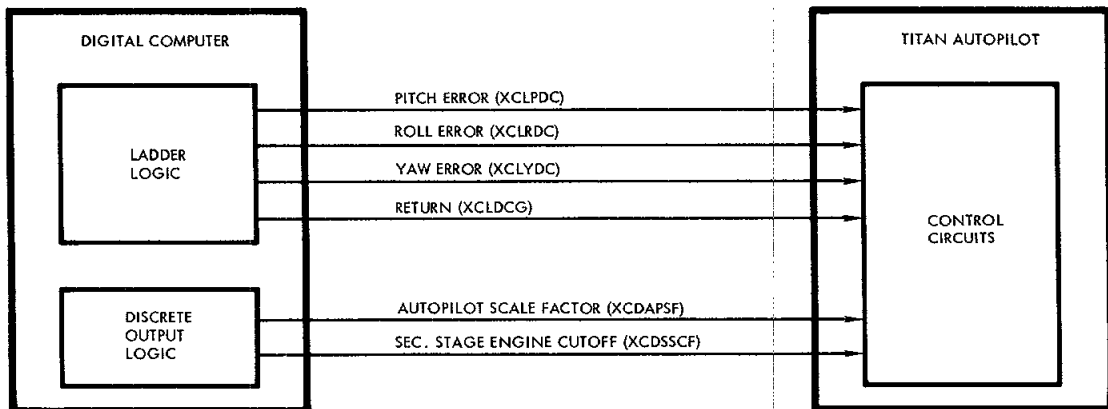 DIGITAL COMPUTER
TITAN AUTOPILOT
LADDER
LOGIC
PITCH ERROR (XCLPDC)
ROLL ERROR (XCLRDC)
YAW ERROR (XCLYDC)
RETURN (XCLDCG)
CONTROL
CIRCUITS
DISCRETE
OUTPUT
LOGIC
AUTOPILOT SCALE FACTOR (XCDAPSF)
SEC. STAGE ENGINE CUTOFF (XCDSSCF)